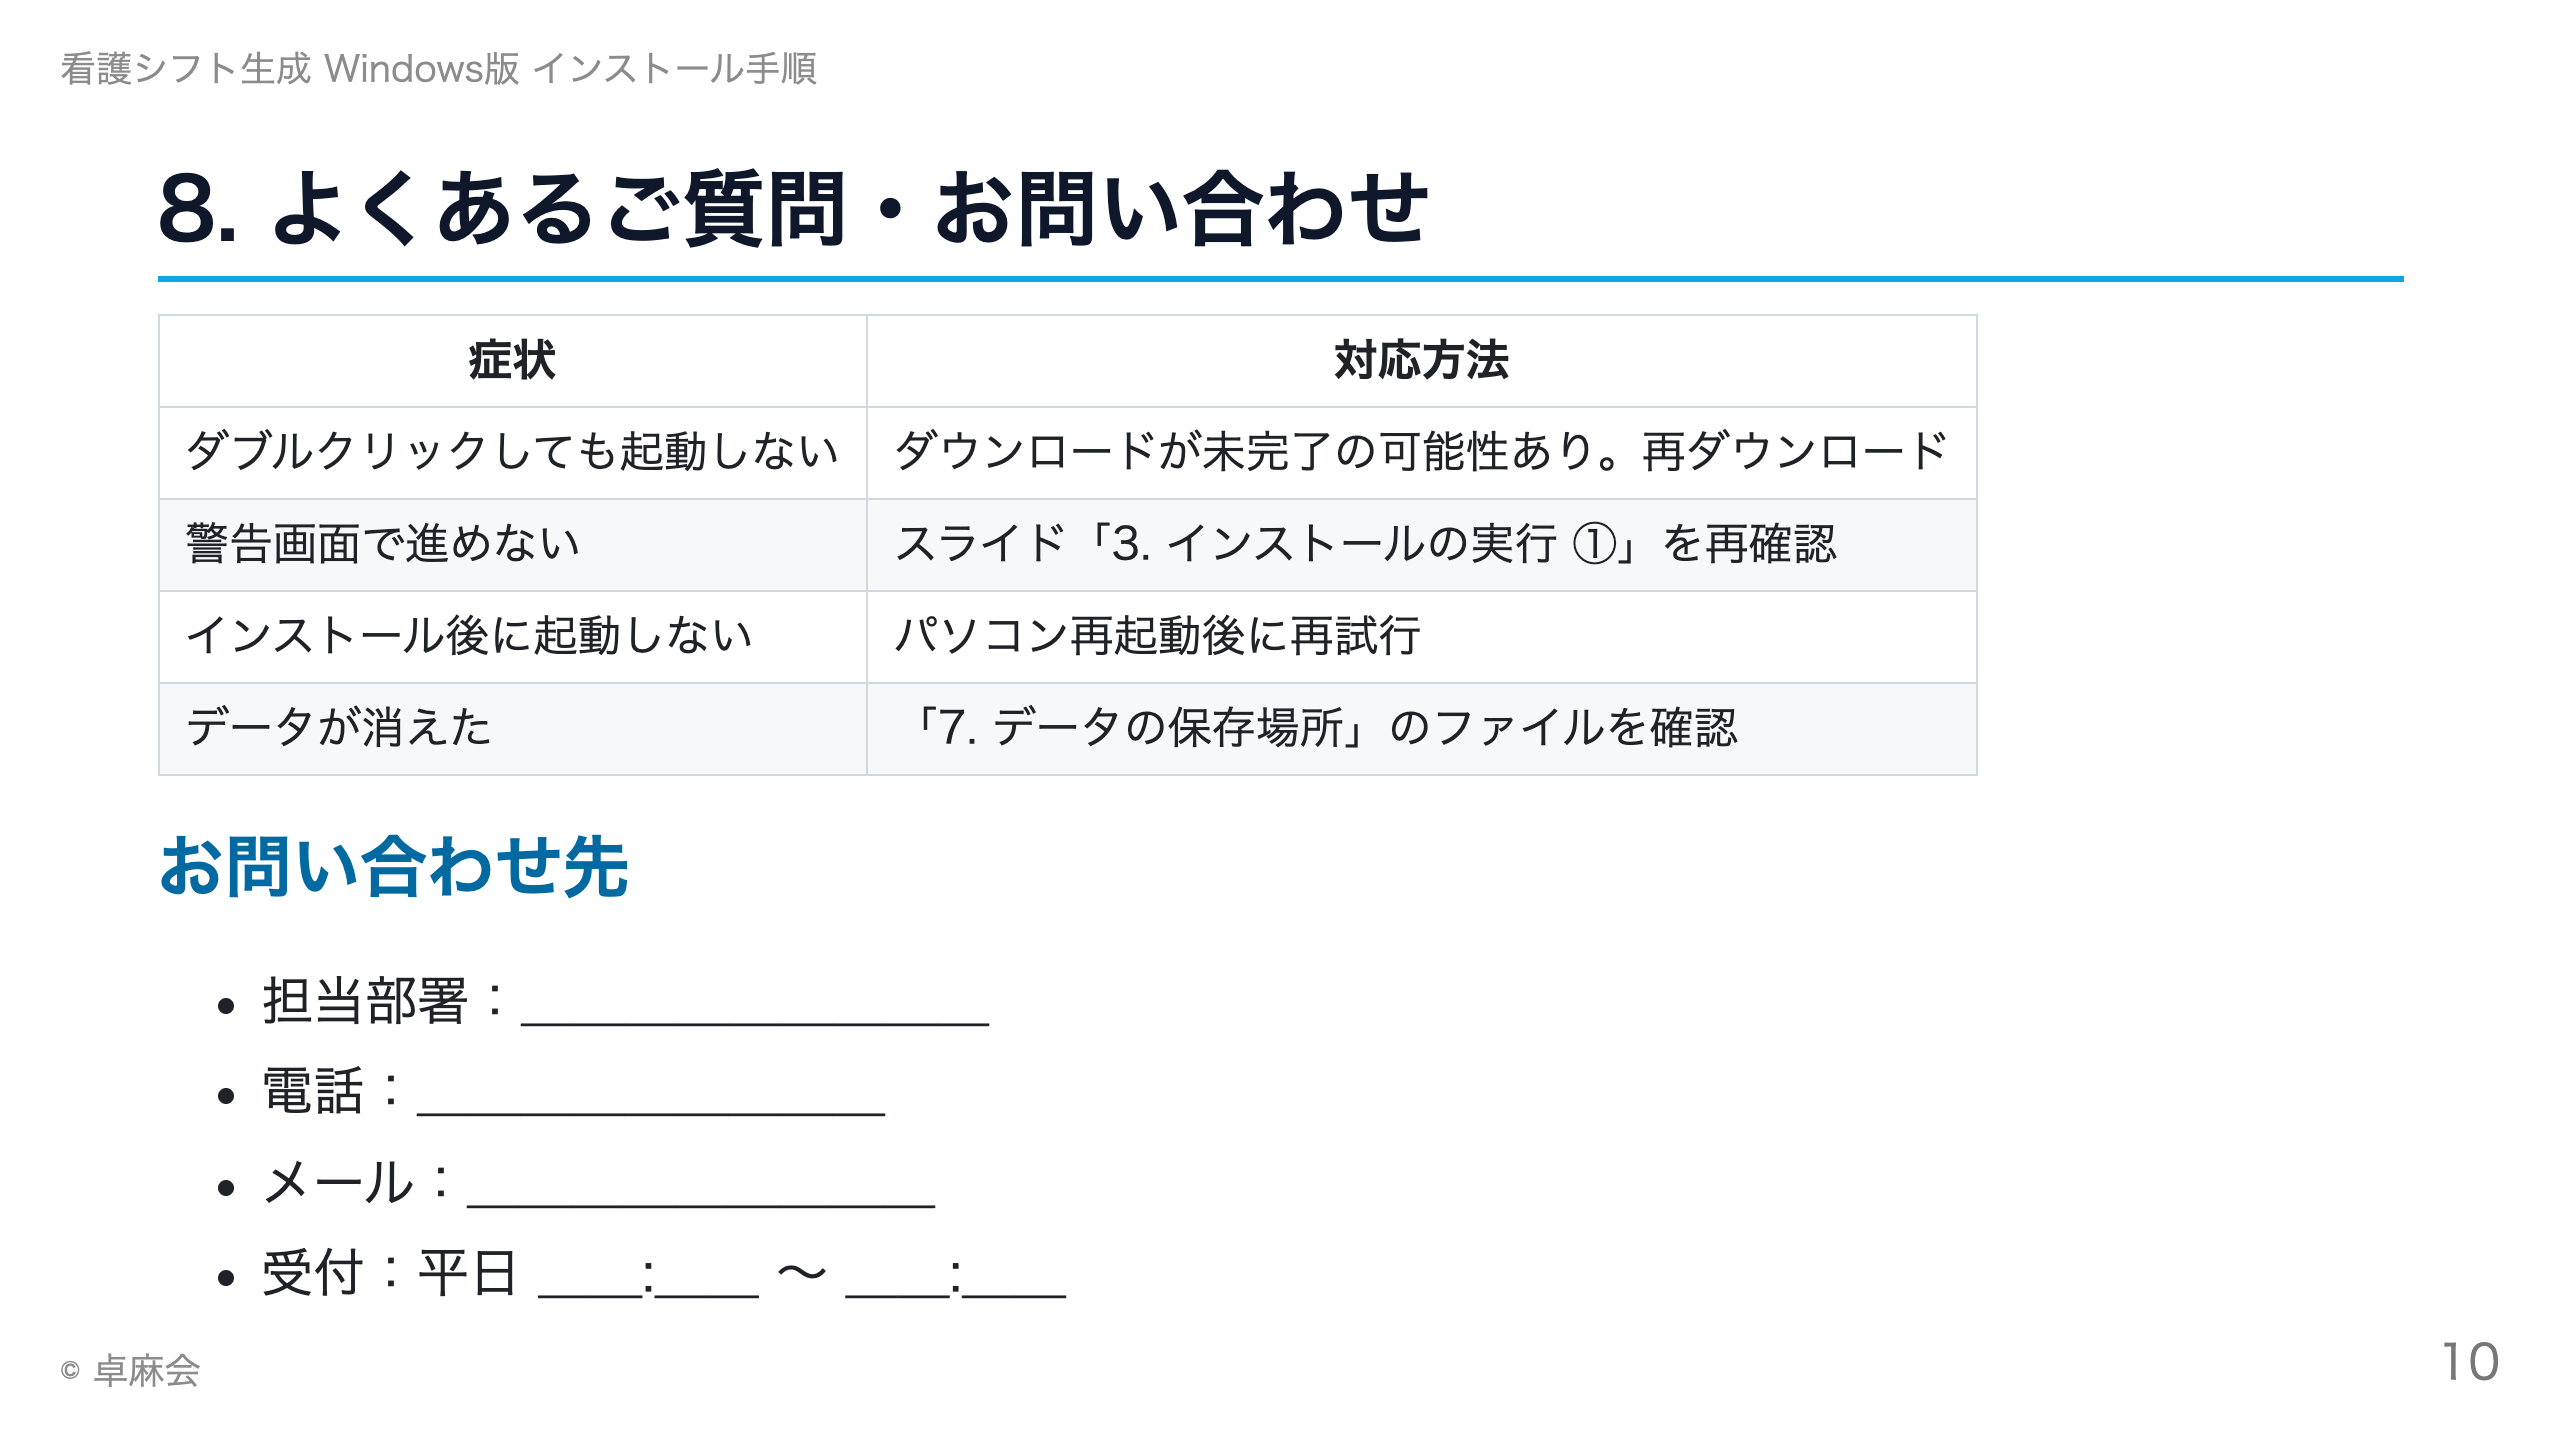 看護シフト生成 Windows版 インストール手順
8. よくあるご質問・お問い合わせ
症状 対応方法
ダブルクリックしても起動しない ダウンロードが未完了の可能性あり。再ダウンロード
警告画面で進めない スライド「3. インストールの実行 ①」を再確認
インストール後に起動しない パソコン再起動後に再試行
データが消えた 「7. データの保存場所」のファイルを確認
お問い合わせ先
• 担当部署：__________________
• 電話：__________________
• メール：__________________
• 受付：平日 ____:____ 〜 ____:____
© 卓麻会
10